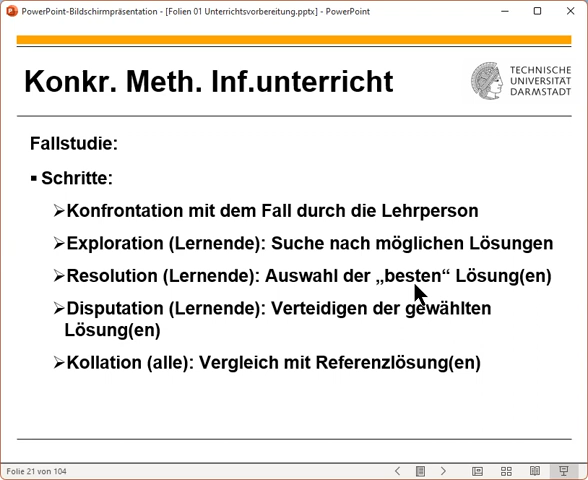 PowerPoint-Bildschirmpräsentation - [Folien 01 Unterrichtsvorbereitung.pptx] - PowerPoint
Konkr. Meth. Inf.unterricht
TECHNISCHE
UNIVERSITÄT
DARMSTADT
Fallstudie:
▪ Schritte:
➢Konfrontation mit dem Fall durch die Lehrperson
➢Exploration (Lernende): Suche nach möglichen Lösungen
➢Resolution (Lernende): Auswahl der „besten“ Lösung(en)
➢Disputation (Lernende): Verteidigen der gewählten
Lösung(en)
➢Kollation (alle): Vergleich mit Referenzlösung(en)
Folie 21 von 104